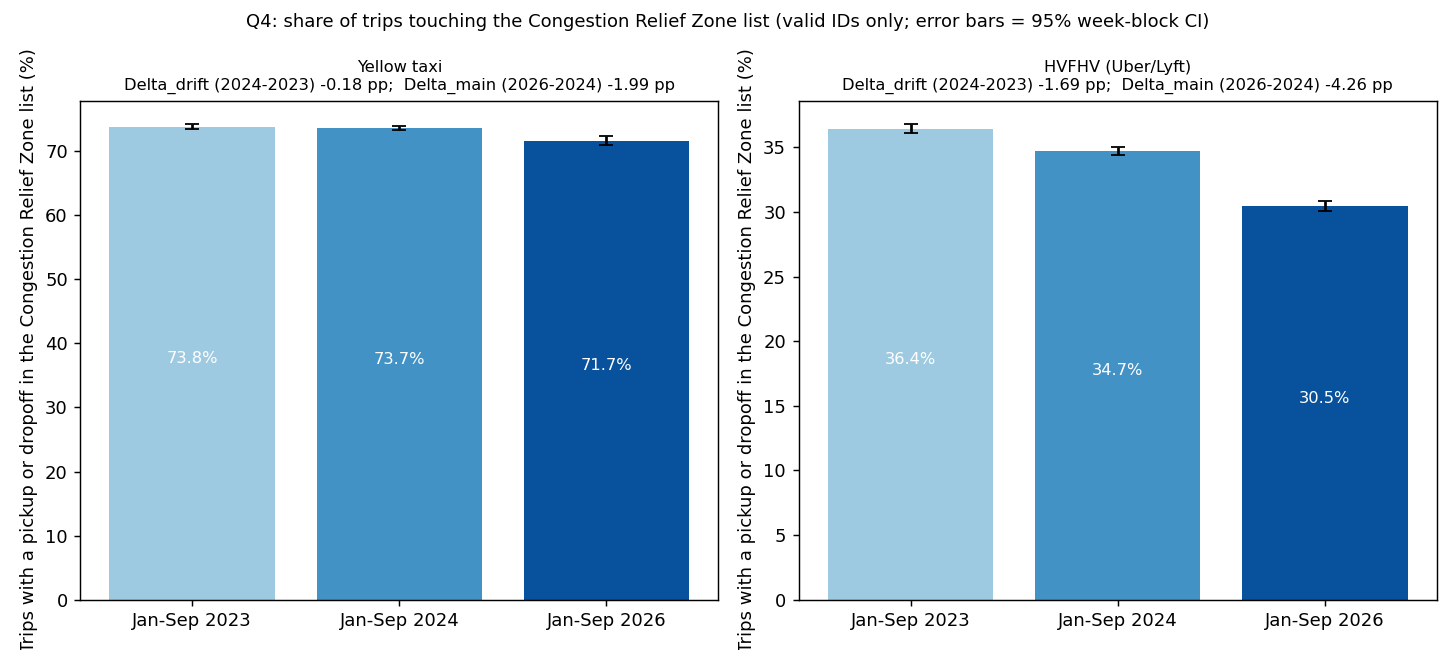 Q4: share of trips touching the Congestion Relief Zone list (valid IDs only; error bars = 95% week-block CI)
Yellow taxi
Delta_drift (2024-2023) -0.18 pp;  Delta_main (2026-2024) -1.99 pp
Trips with a pickup or dropoff in the Congestion Relief Zone list (%)
70
60
50
40
30
20
10
0
73.8%
73.7%
71.7%
Jan-Sep 2023
Jan-Sep 2024
Jan-Sep 2026
HVFHV (Uber/Lyft)
Delta_drift (2024-2023) -1.69 pp;  Delta_main (2026-2024) -4.26 pp
Trips with a pickup or dropoff in the Congestion Relief Zone list (%)
35
30
25
20
15
10
5
0
36.4%
34.7%
30.5%
Jan-Sep 2023
Jan-Sep 2024
Jan-Sep 2026